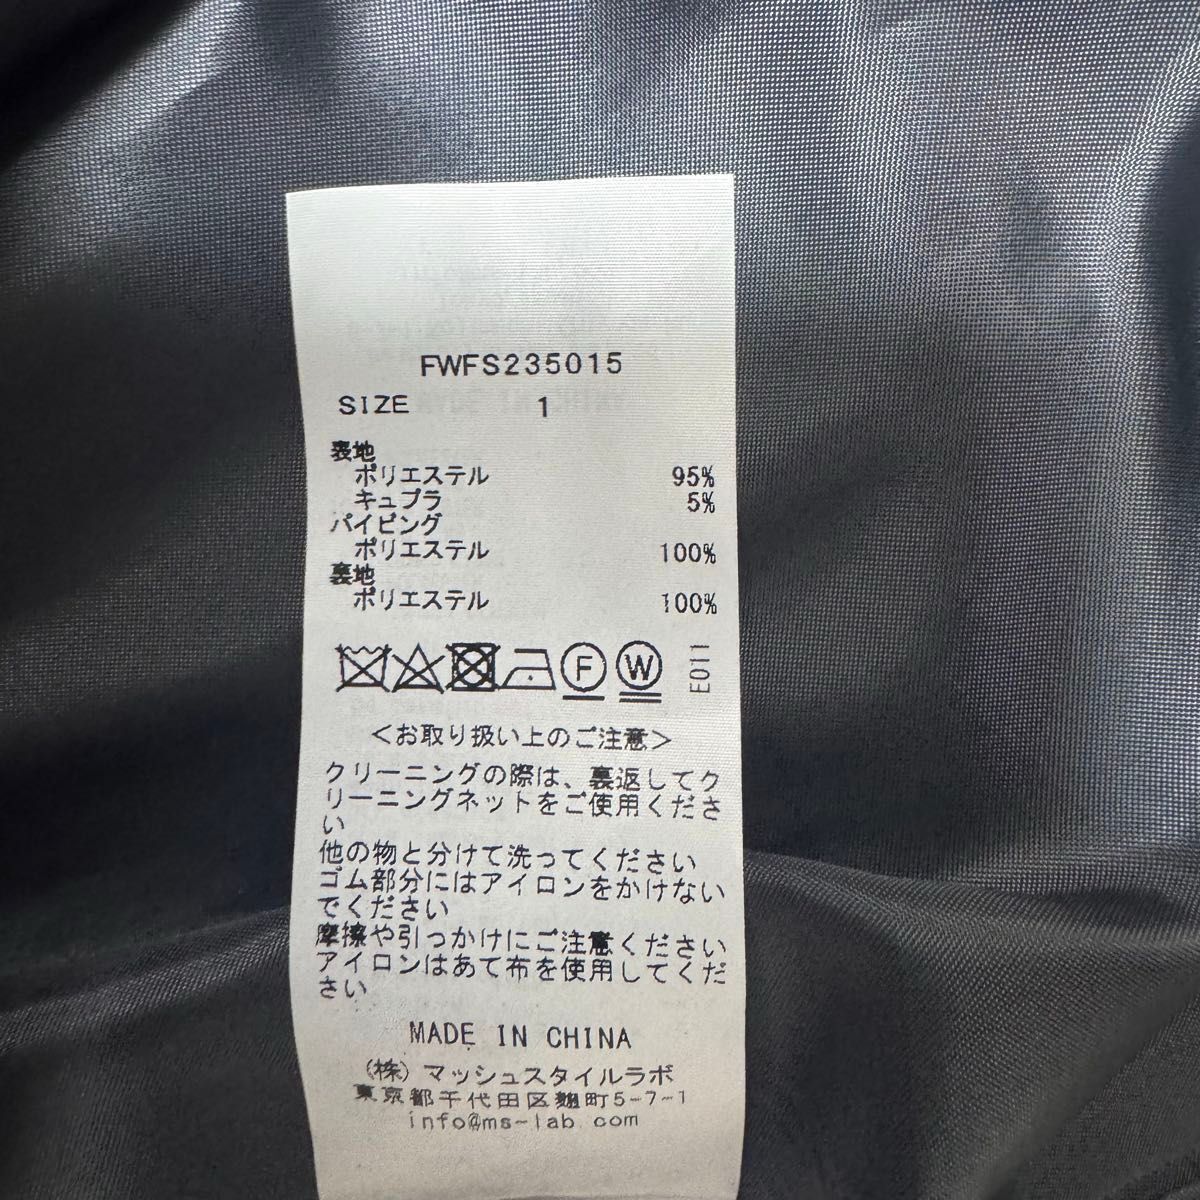 FWFS235015
SIZE 1
表地
ポリエステル 95%
キュプラ 5%
パイピング
ポリエステル 100%
裏地
ポリエステル 100%
F W E011
<お取り扱い上のご注意>
クリーニングの際は、裏返してク
リーニングネットをご使用くださ
い
他の物と分けて洗ってください
ゴム部分にはアイロンをかけない
でください
摩擦や引っかけにご注意ください
アイロンはあて布を使用してくだ
さい
MADE IN CHINA
(株)マッシュスタイルラボ
東京都千代田区麹町5-7-1
info@ms-lab.com